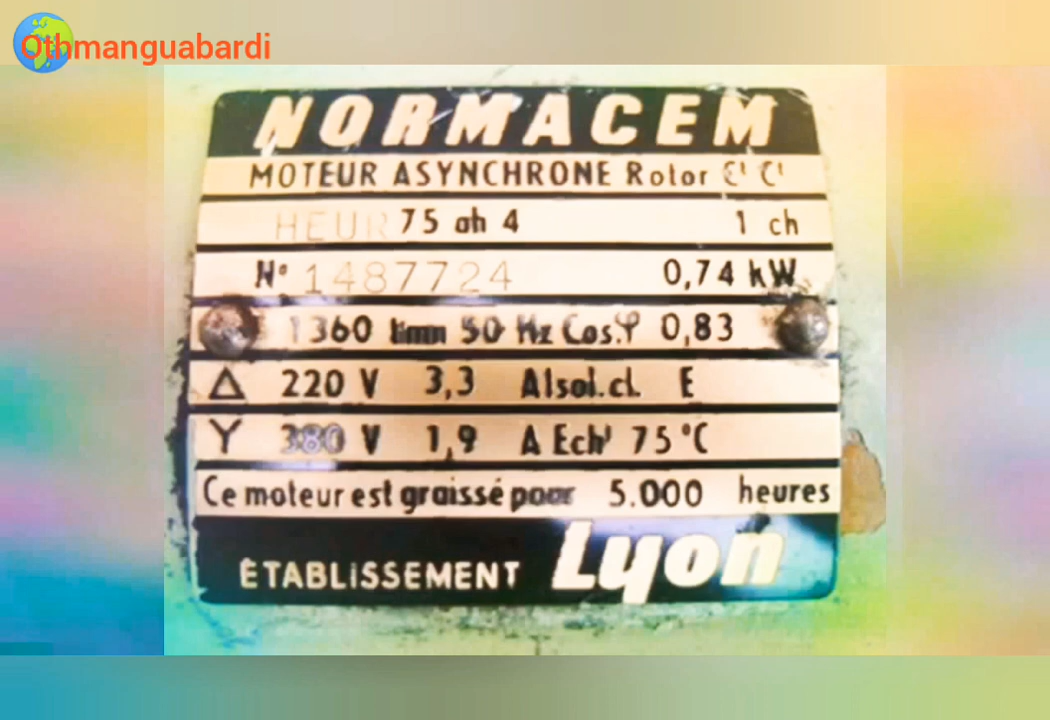 Othmanguabardi
NORMACEM
MOTEUR ASYNCHRONE Rotor
HEUR 75 ah 4 1 ch
N° 1487724 0,74 kW
1360 t/mn 50 Hz Cos.φ 0,83
Δ 220 V 3,3 A Isol.cl. E
Y 380 V 1,9 A Echt 75 °C
Ce moteur est graissé pour 5.000 heures
ÉTABLISSEMENT Lyon